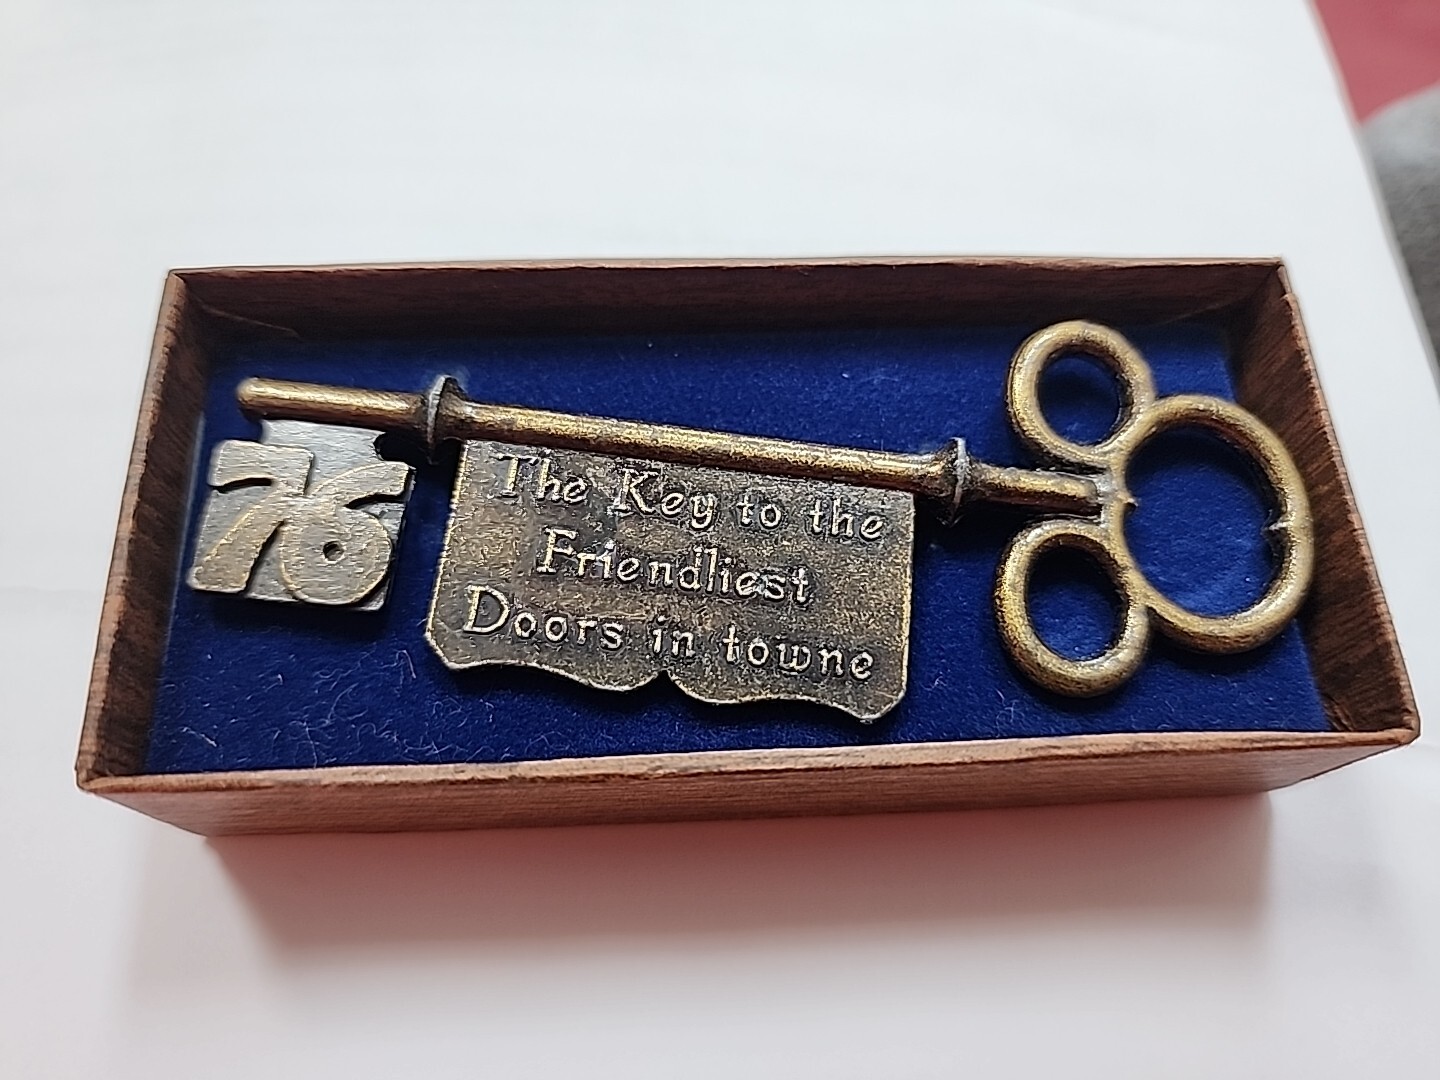 76
The Key to the
Friendliest
Doors in towne